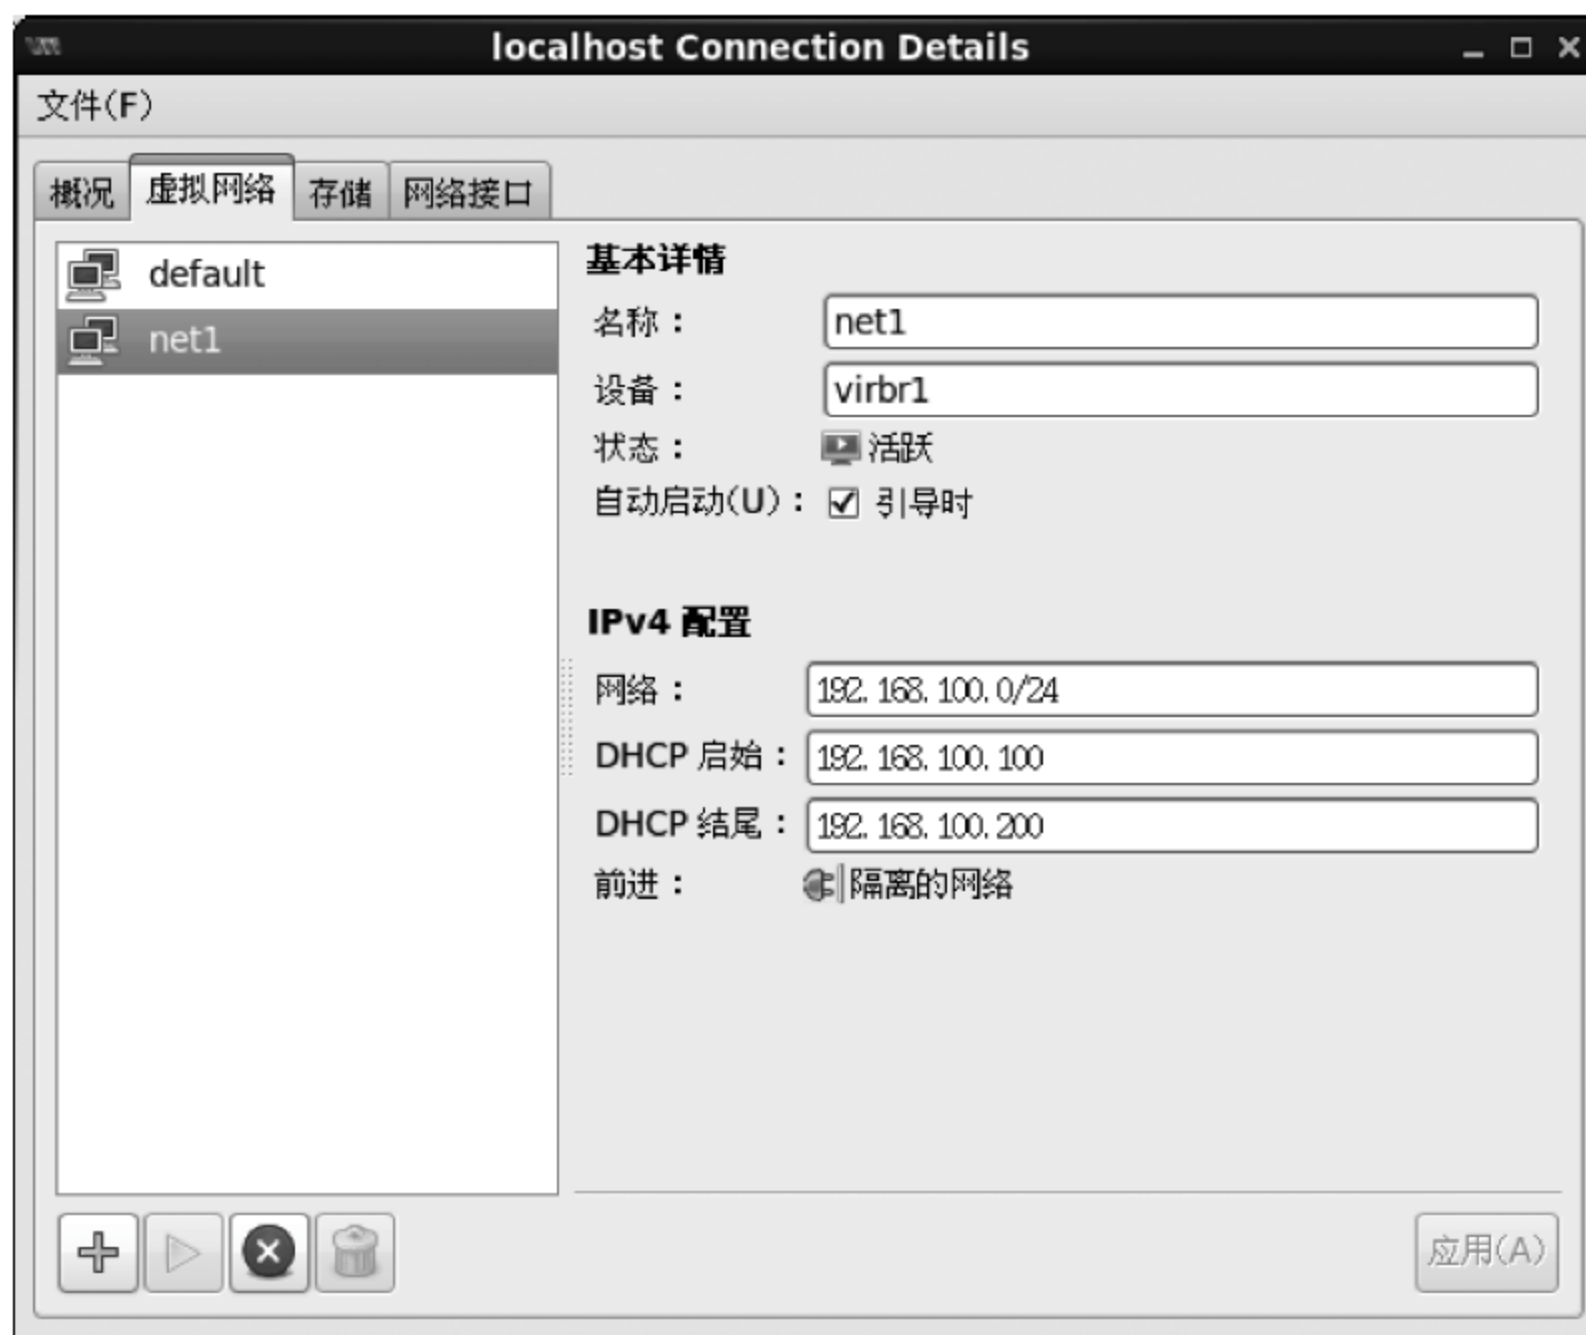 localhost Connection Details
文件(F)
概况 虚拟网络 存储 网络接口
default
net1
基本详情
名称： net1
设备： virbr1
状态： 活跃
自动启动(U)： 引导时
IPv4 配置
网络： 192.168.100.0/24
DHCP 启始： 192.168.100.100
DHCP 结尾： 192.168.100.200
前进： 隔离的网络
应用(A)